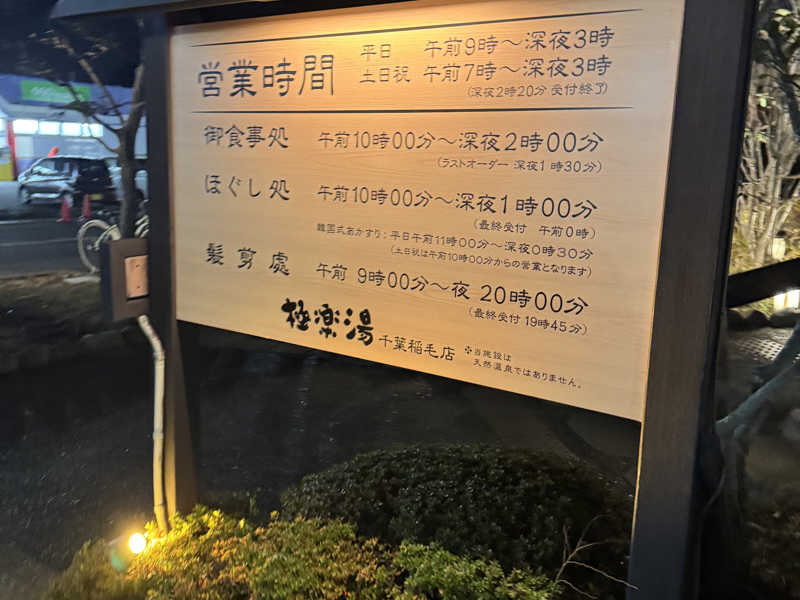 営業時間 平日 午前9時～深夜3時
土日祝 午前7時～深夜3時
(深夜2時20分 受付終了)
御食事処 午前10時00分～深夜2時00分
(ラストオーダー 深夜1時30分)
ほぐし処 午前10時00分～深夜1時00分
(最終受付 午前0時)
韓国式あかすり：平日午前11時00分～深夜0時30分
(土日祝は午前10時00分からの営業となります)
髪剪處 午前 9時00分～夜20時00分
(最終受付19時45分)
極楽湯 千葉稲毛店
※当施設は
天然温泉ではありません。